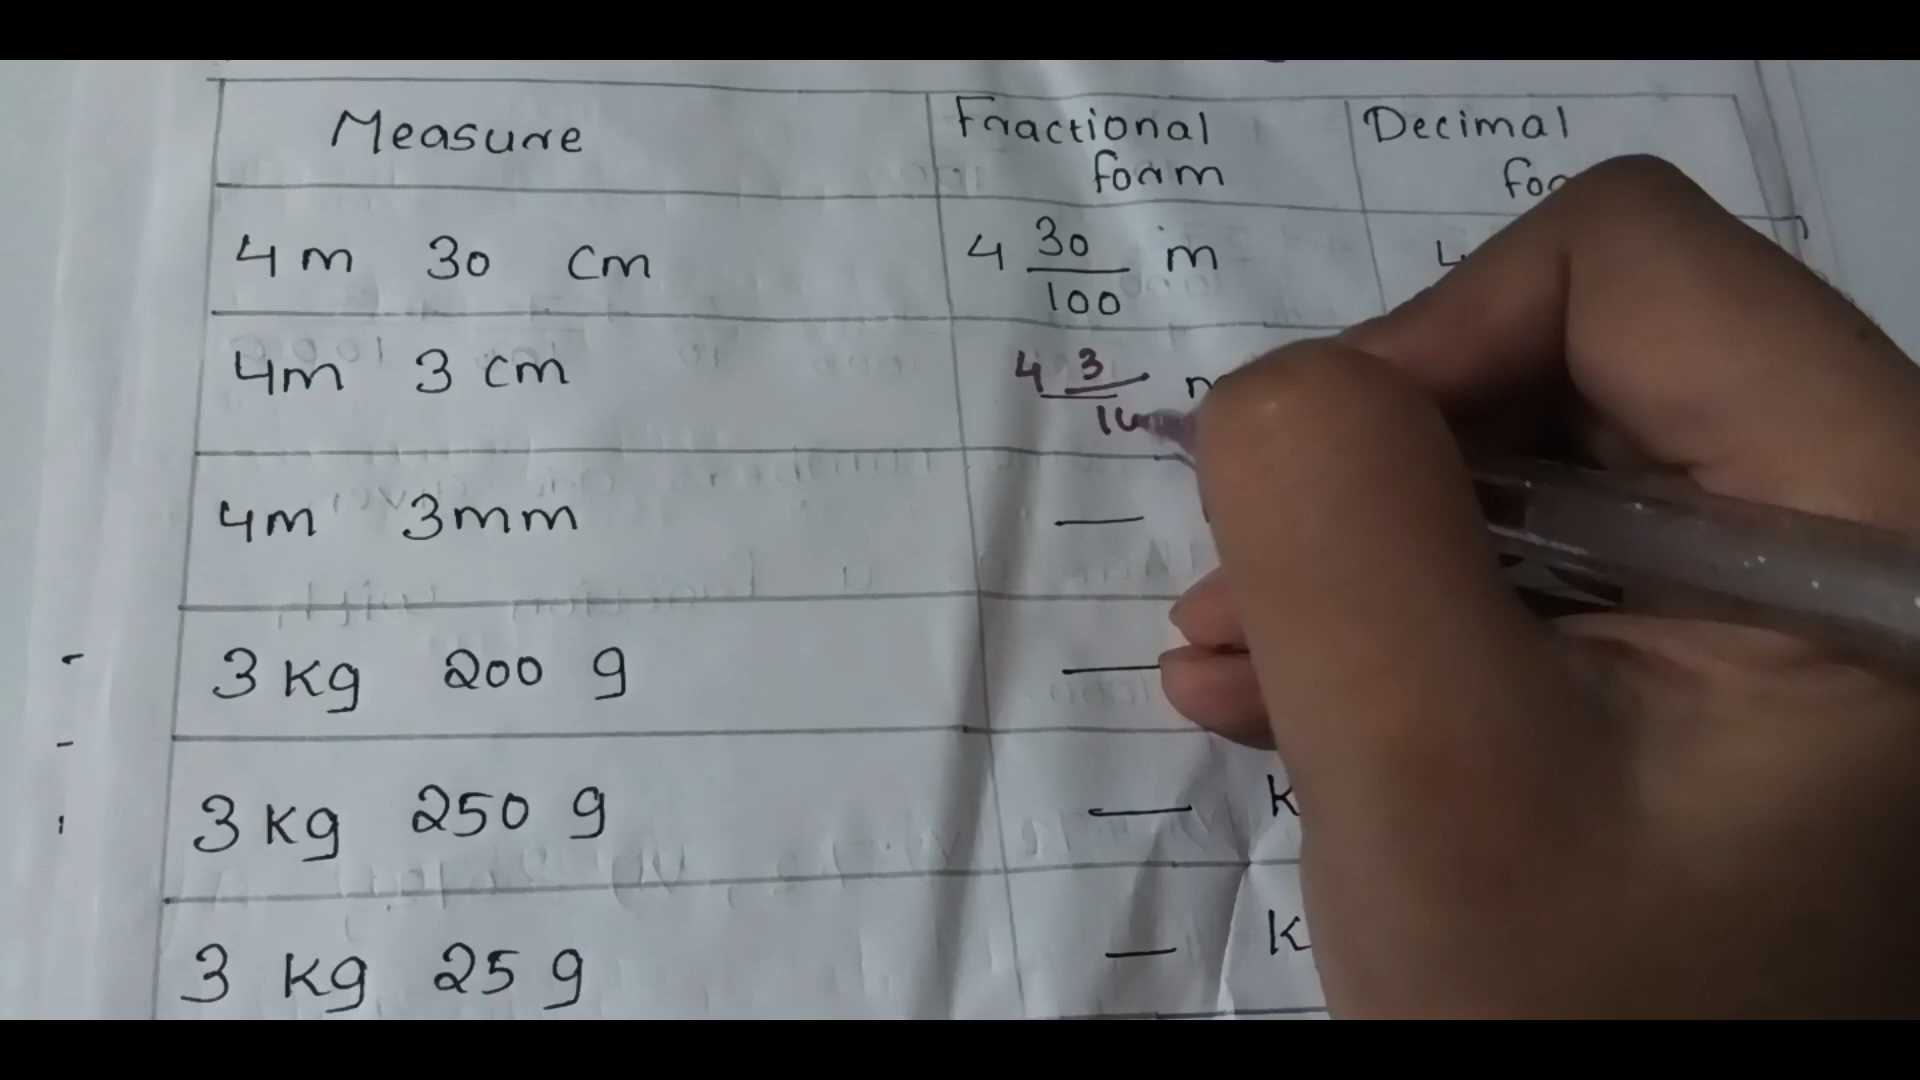 Measure Fractional form Decimal
4 m 30 cm 4 30/100 m
4m 3 cm 4 3/
4m 3mm —
3 kg 200 g —
3 kg 250 g —
3 kg 25 g —